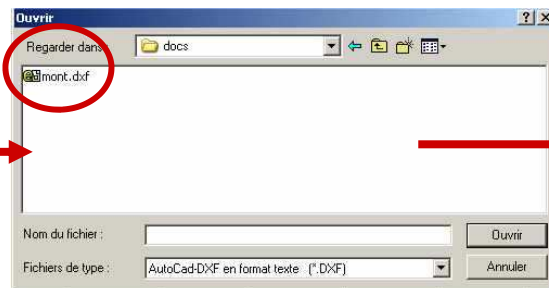 Ouvrir
Regarder dans : docs
mont.dxf
Nom du fichier : Ouvrir
Fichiers de type : AutoCad-DXF en format texte (*.DXF) Annuler